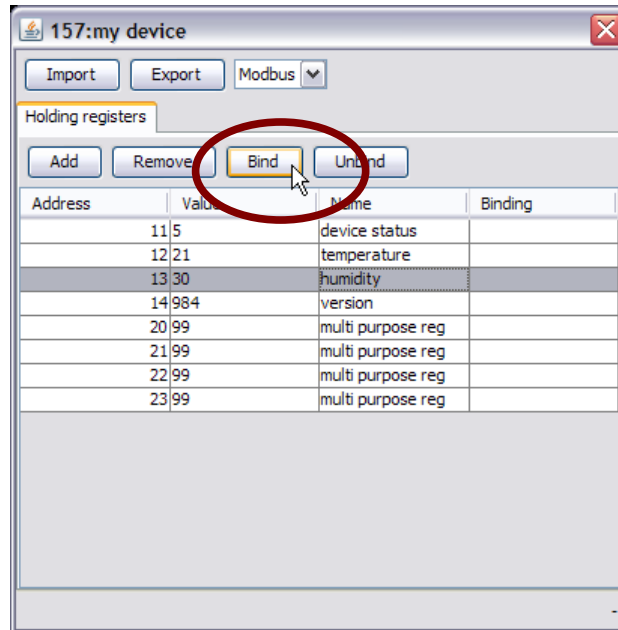 157:my device
Import Export Modbus
Holding registers
Add Remove Bind Unbind
Address Value Name Binding
11 5 device status
12 21 temperature
13 30 humidity
14 984 version
20 99 multi purpose reg
21 99 multi purpose reg
22 99 multi purpose reg
23 99 multi purpose reg
-